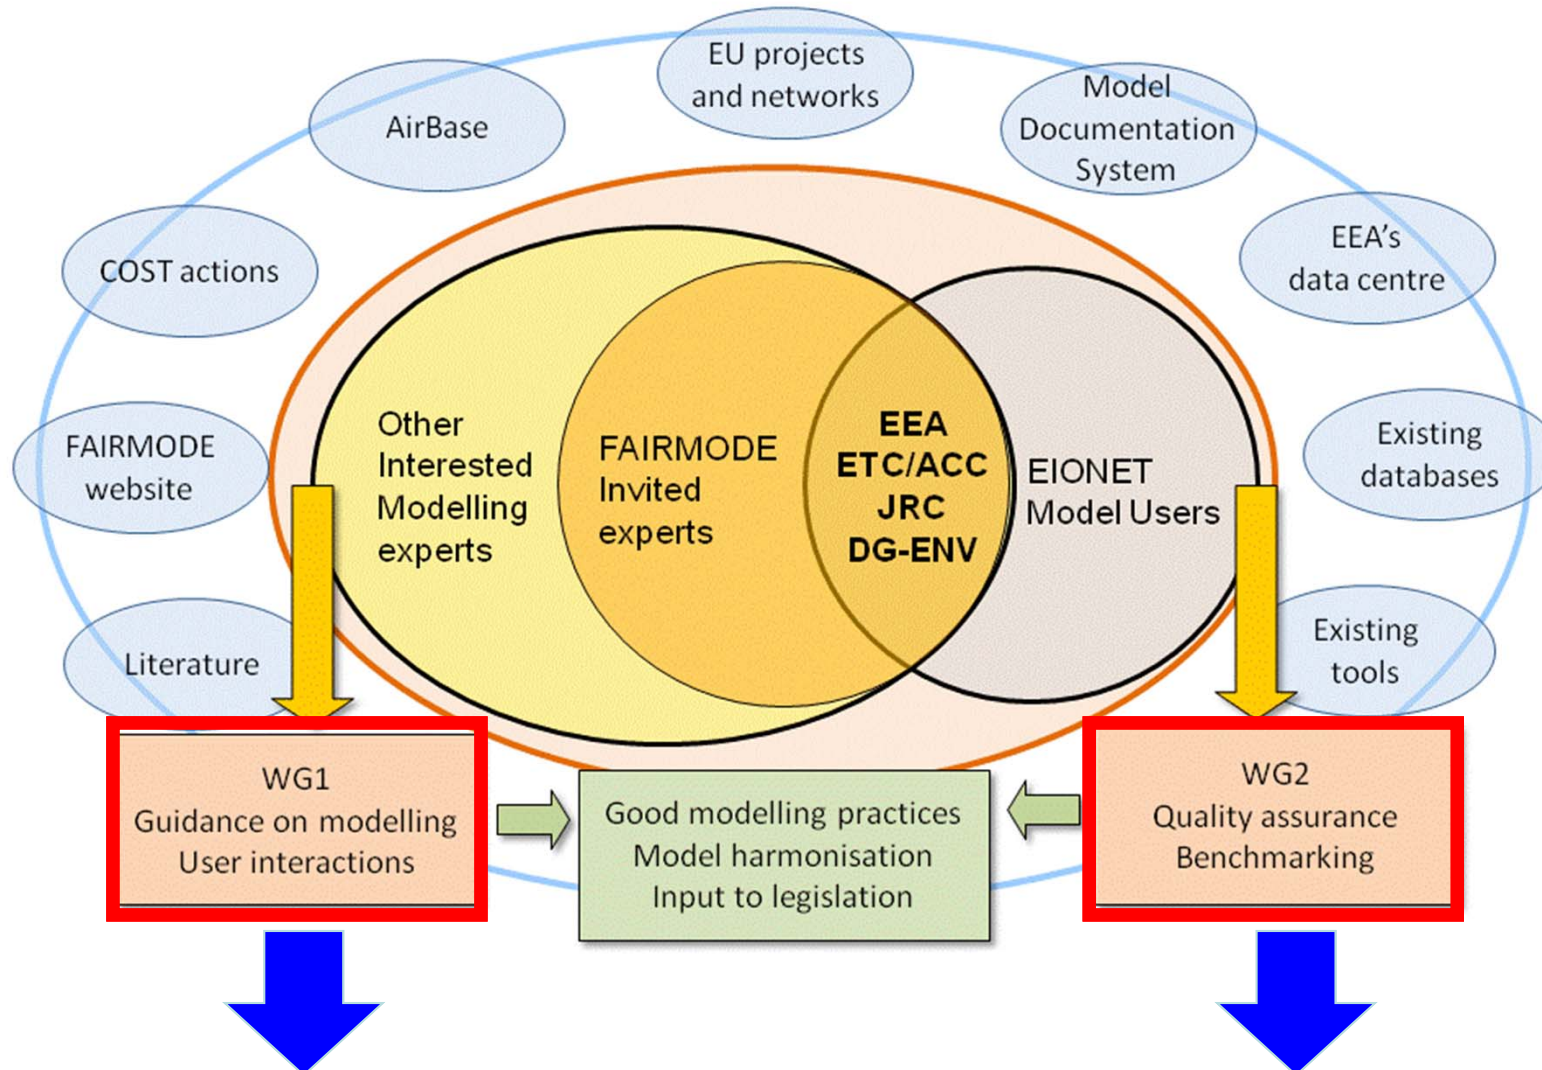 EU projects
and networks
AirBase
Model
Documentation
System
COST actions
EEA's
data centre
FAIRMODE
website
Existing
databases
Literature
Existing
tools
Other
Interested
Modelling
experts
FAIRMODE
Invited
experts
EEA
ETC/ACC
JRC
DG-ENV
EIONET
Model Users
WG1
Guidance on modelling
User interactions
Good modelling practices
Model harmonisation
Input to legislation
WG2
Quality assurance
Benchmarking